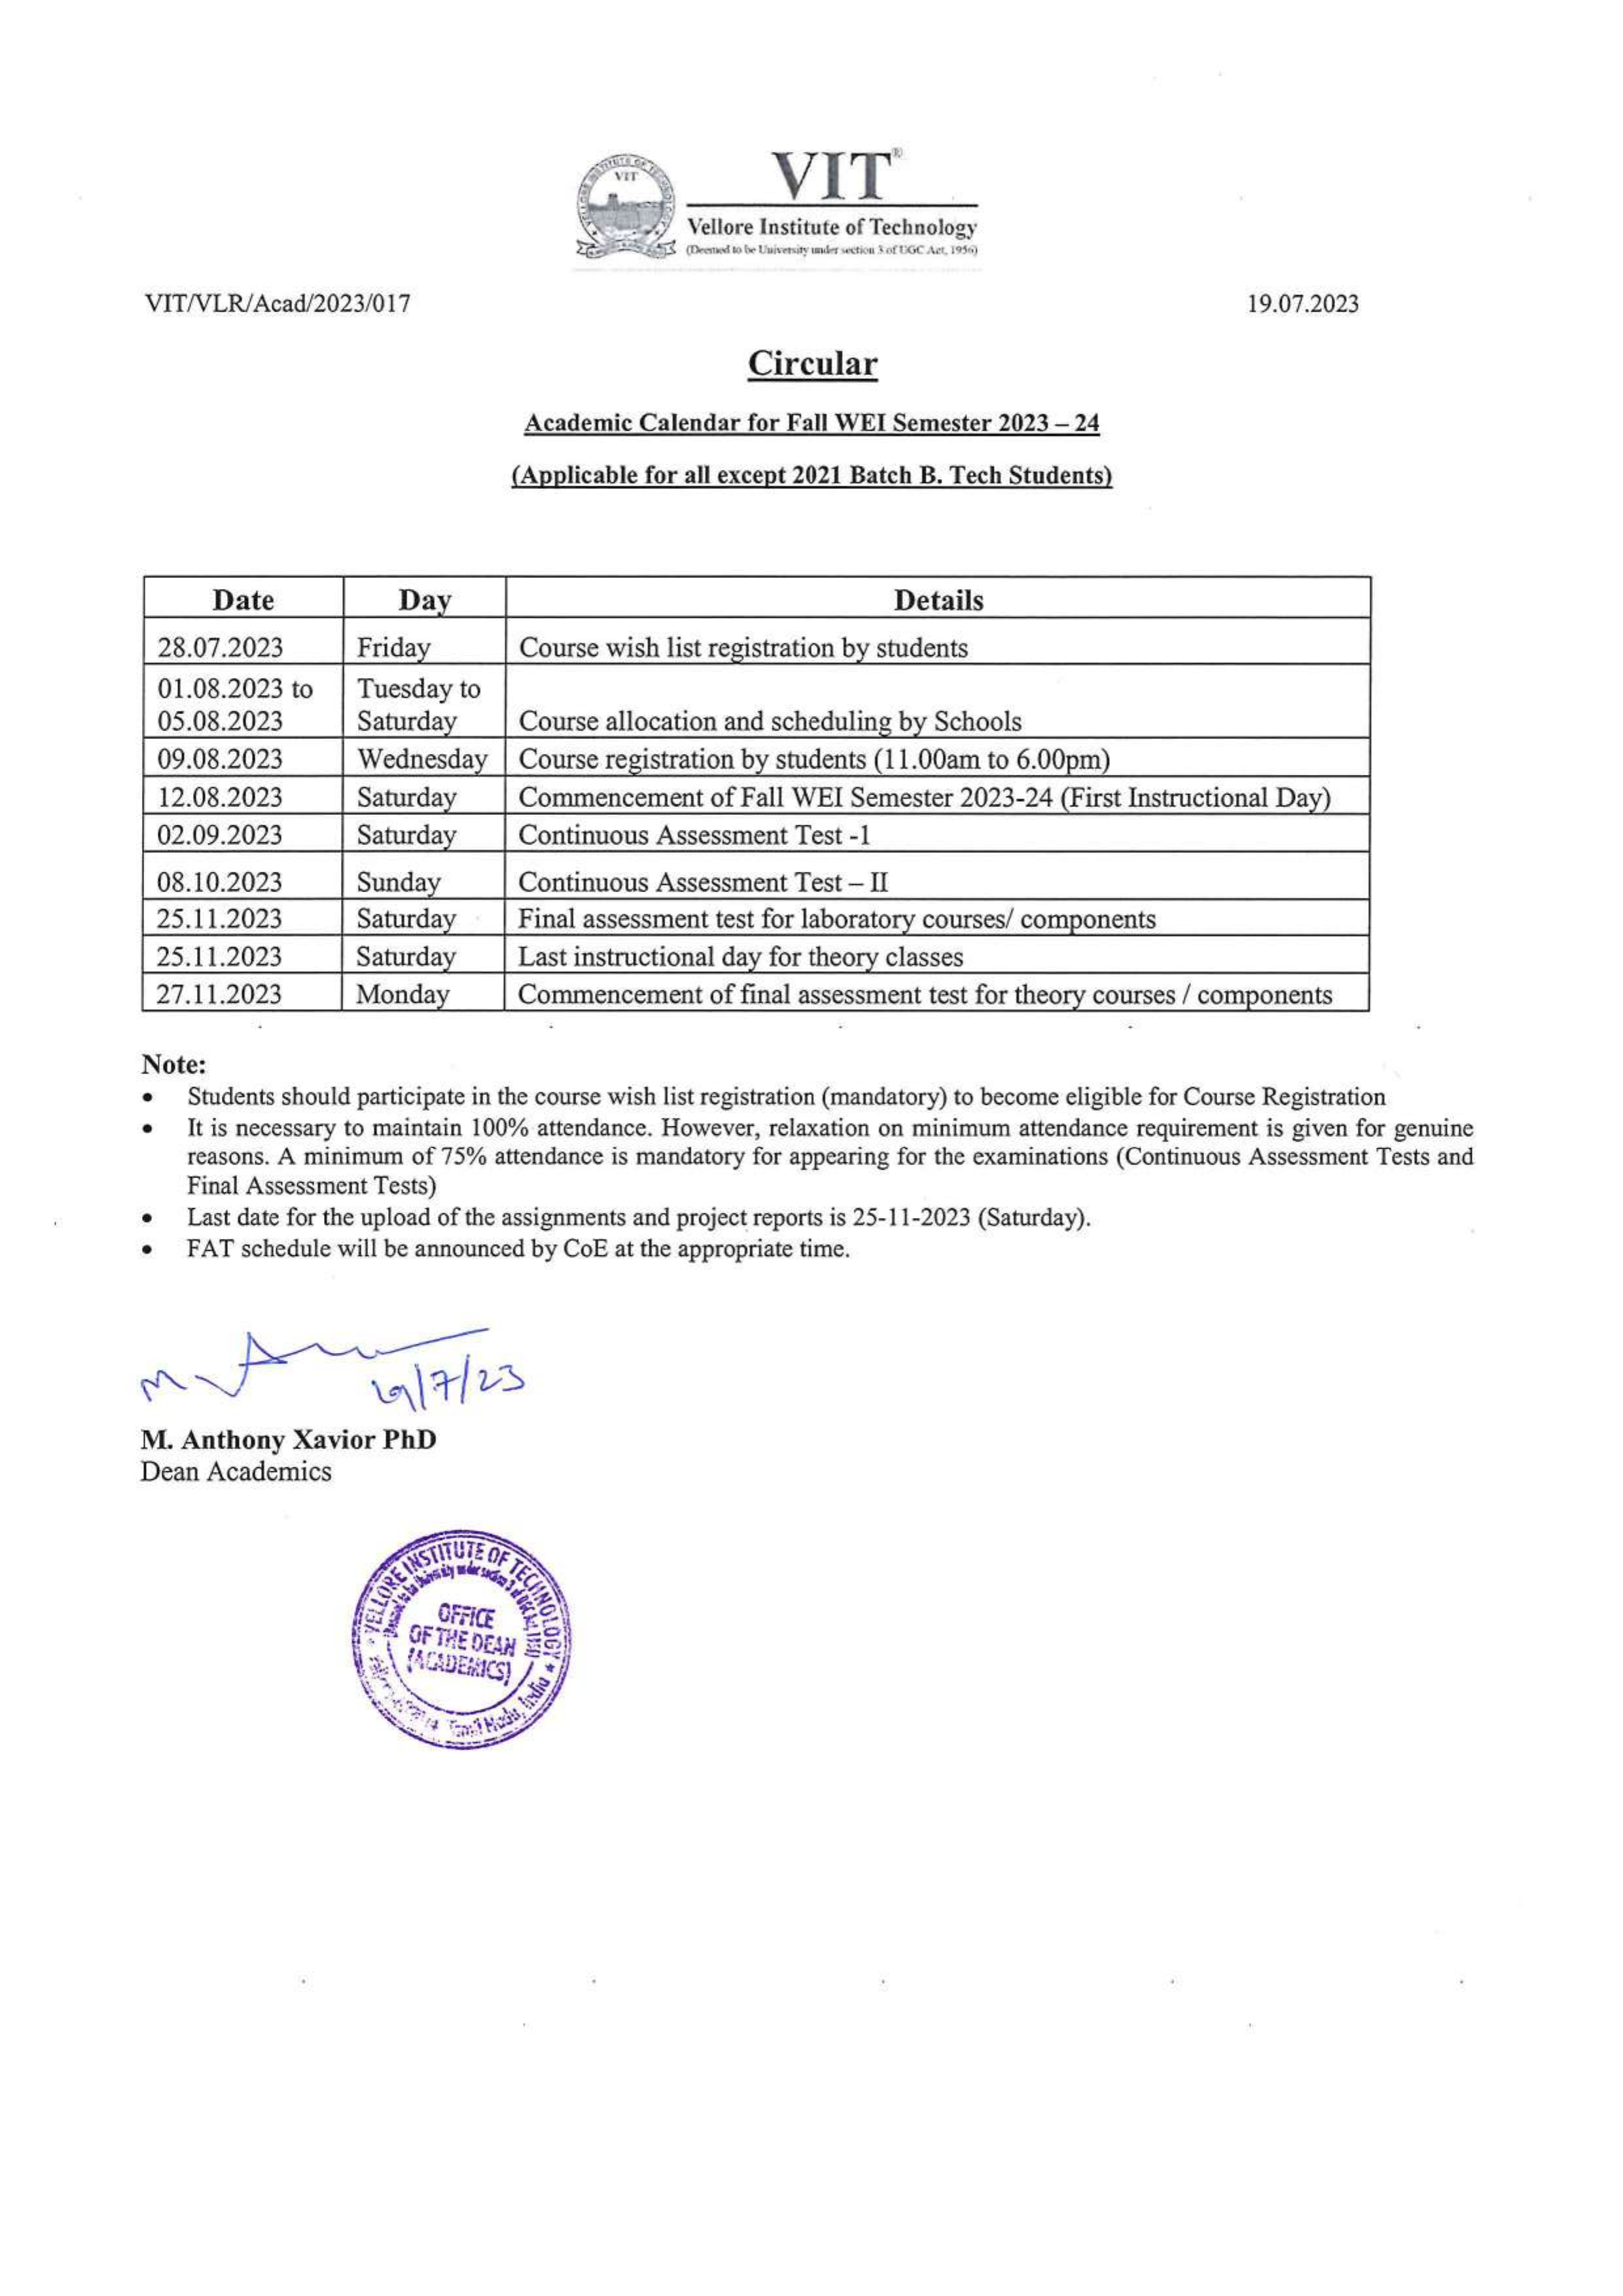 VIT
VIT®
Vellore Institute of Technology
(Deemed to be University under section 3 of UGC Act, 1956)
VIT/VLR/Acad/2023/017 19.07.2023
Circular
Academic Calendar for Fall WEI Semester 2023 – 24
(Applicable for all except 2021 Batch B. Tech Students)
Date Day Details
28.07.2023 Friday Course wish list registration by students
01.08.2023 to Tuesday to
05.08.2023 Saturday Course allocation and scheduling by Schools
09.08.2023 Wednesday Course registration by students (11.00am to 6.00pm)
12.08.2023 Saturday Commencement of Fall WEI Semester 2023-24 (First Instructional Day)
02.09.2023 Saturday Continuous Assessment Test -1
08.10.2023 Sunday Continuous Assessment Test – II
25.11.2023 Saturday Final assessment test for laboratory courses/ components
25.11.2023 Saturday Last instructional day for theory classes
27.11.2023 Monday Commencement of final assessment test for theory courses / components
Note:
• Students should participate in the course wish list registration (mandatory) to become eligible for Course Registration
• It is necessary to maintain 100% attendance. However, relaxation on minimum attendance requirement is given for genuine
reasons. A minimum of 75% attendance is mandatory for appearing for the examinations (Continuous Assessment Tests and
Final Assessment Tests)
• Last date for the upload of the assignments and project reports is 25-11-2023 (Saturday).
• FAT schedule will be announced by CoE at the appropriate time.
19/7/23
M. Anthony Xavior PhD
Dean Academics
VELLORE INSTITUTE OF TECHNOLOGY
OFFICE
OF THE DEAN
(ACADEMICS)
Tamil Nadu, India